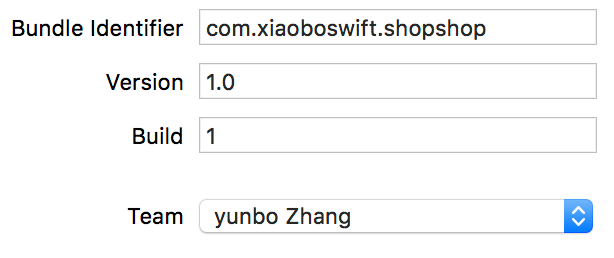 Bundle Identifier com.xiaoboswift.shopshop
Version 1.0
Build 1
Team yunbo Zhang